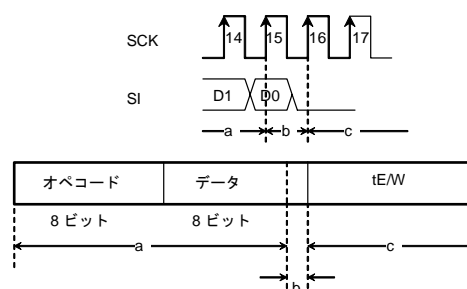 SCK 14 15 16 17
SI D1 D0
a b c
オペコード データ tE/W
8 ビット 8 ビット
a c
b